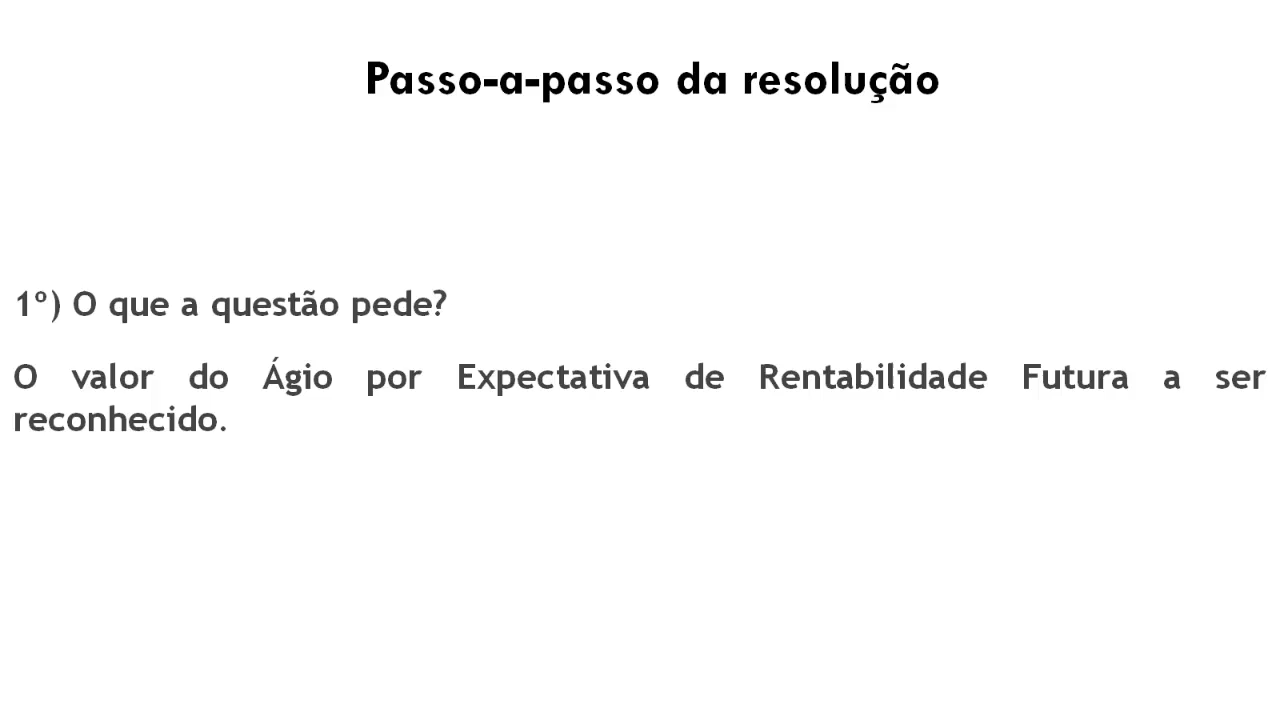 Passo-a-passo da resolução
1º) O que a questão pede?
O valor do Ágio por Expectativa de Rentabilidade Futura a ser
reconhecido.